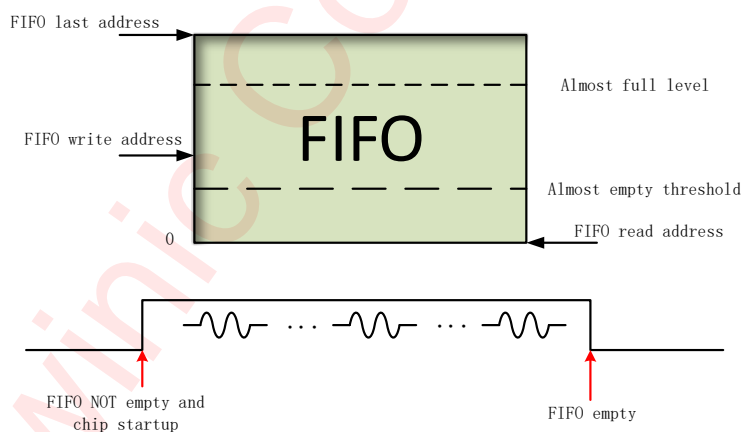 FIFO last address
Almost full level
FIFO
FIFO write address
Almost empty threshold
FIFO read address
0
... ...
FIFO NOT empty and
chip startup
FIFO empty